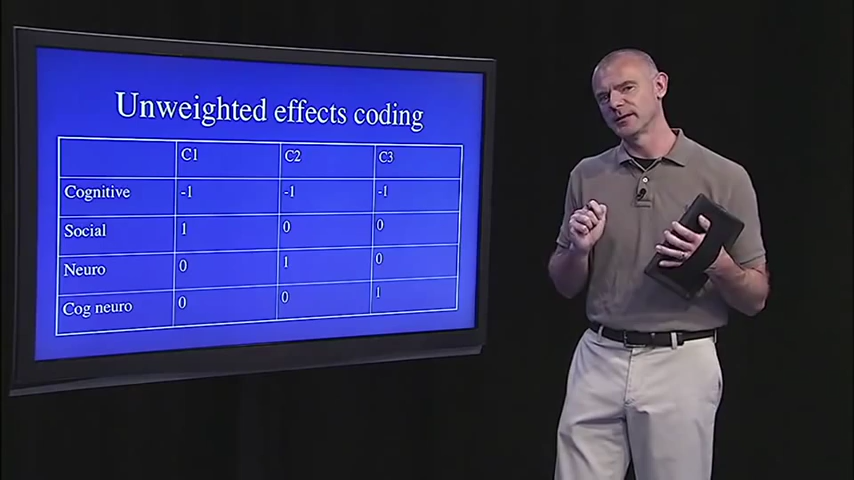 Unweighted effects coding
C1 C2 C3
Cognitive -1 -1 -1
Social 1 0 0
Neuro 0 1 0
Cog neuro 0 0 1